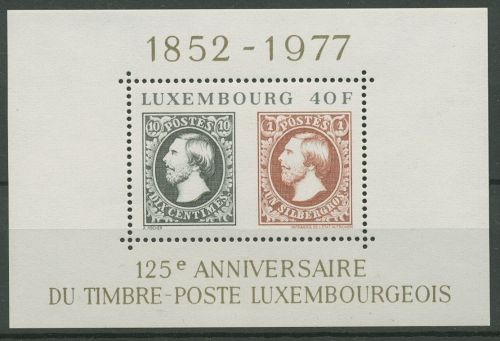 1852 - 1977
LUXEMBOURG 40 F
10 POSTES 10
DIX CENTIMES
1 POSTES 1
UN SILBERGROS
125e ANNIVERSAIRE
DU TIMBRE-POSTE LUXEMBOURGEOIS